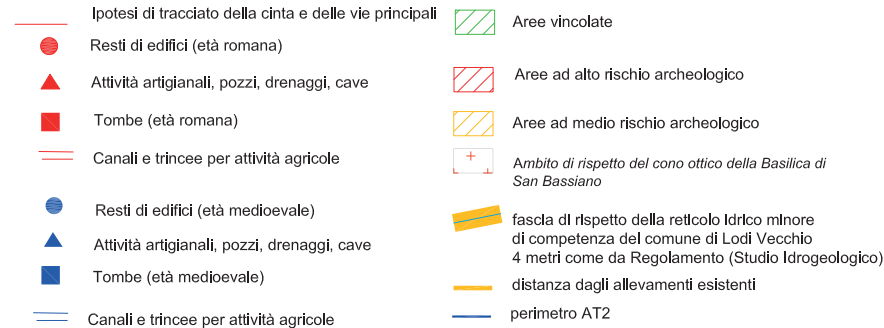 Ipotesi di tracciato della cinta e delle vie principali
Resti di edifici (età romana)
Attività artigianali, pozzi, drenaggi, cave
Tombe (età romana)
Canali e trincee per attività agricole
Resti di edifici (età medioevale)
Attività artigianali, pozzi, drenaggi, cave
Tombe (età medioevale)
Canali e trincee per attività agricole
Aree vincolate
Aree ad alto rischio archeologico
Aree ad medio rischio archeologico
Ambito di rispetto del cono ottico della Basilica di
San Bassiano
fascia di rispetto della reticolo idrico minore
di competenza del comune di Lodi Vecchio
4 metri come da Regolamento (Studio Idrogeologico)
distanza dagli allevamenti esistenti
perimetro AT2